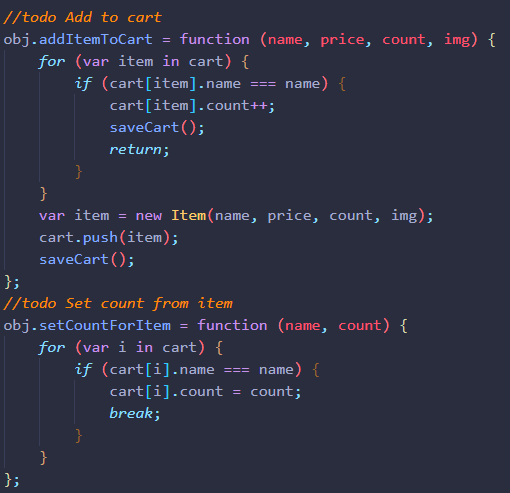 //todo Add to cart
obj.addItemToCart = function (name, price, count, img) {
    for (var item in cart) {
        if (cart[item].name === name) {
            cart[item].count++;
            saveCart();
            return;
        }
    }
    var item = new Item(name, price, count, img);
    cart.push(item);
    saveCart();
};
//todo Set count from item
obj.setCountForItem = function (name, count) {
    for (var i in cart) {
        if (cart[i].name === name) {
            cart[i].count = count;
            break;
        }
    }
};